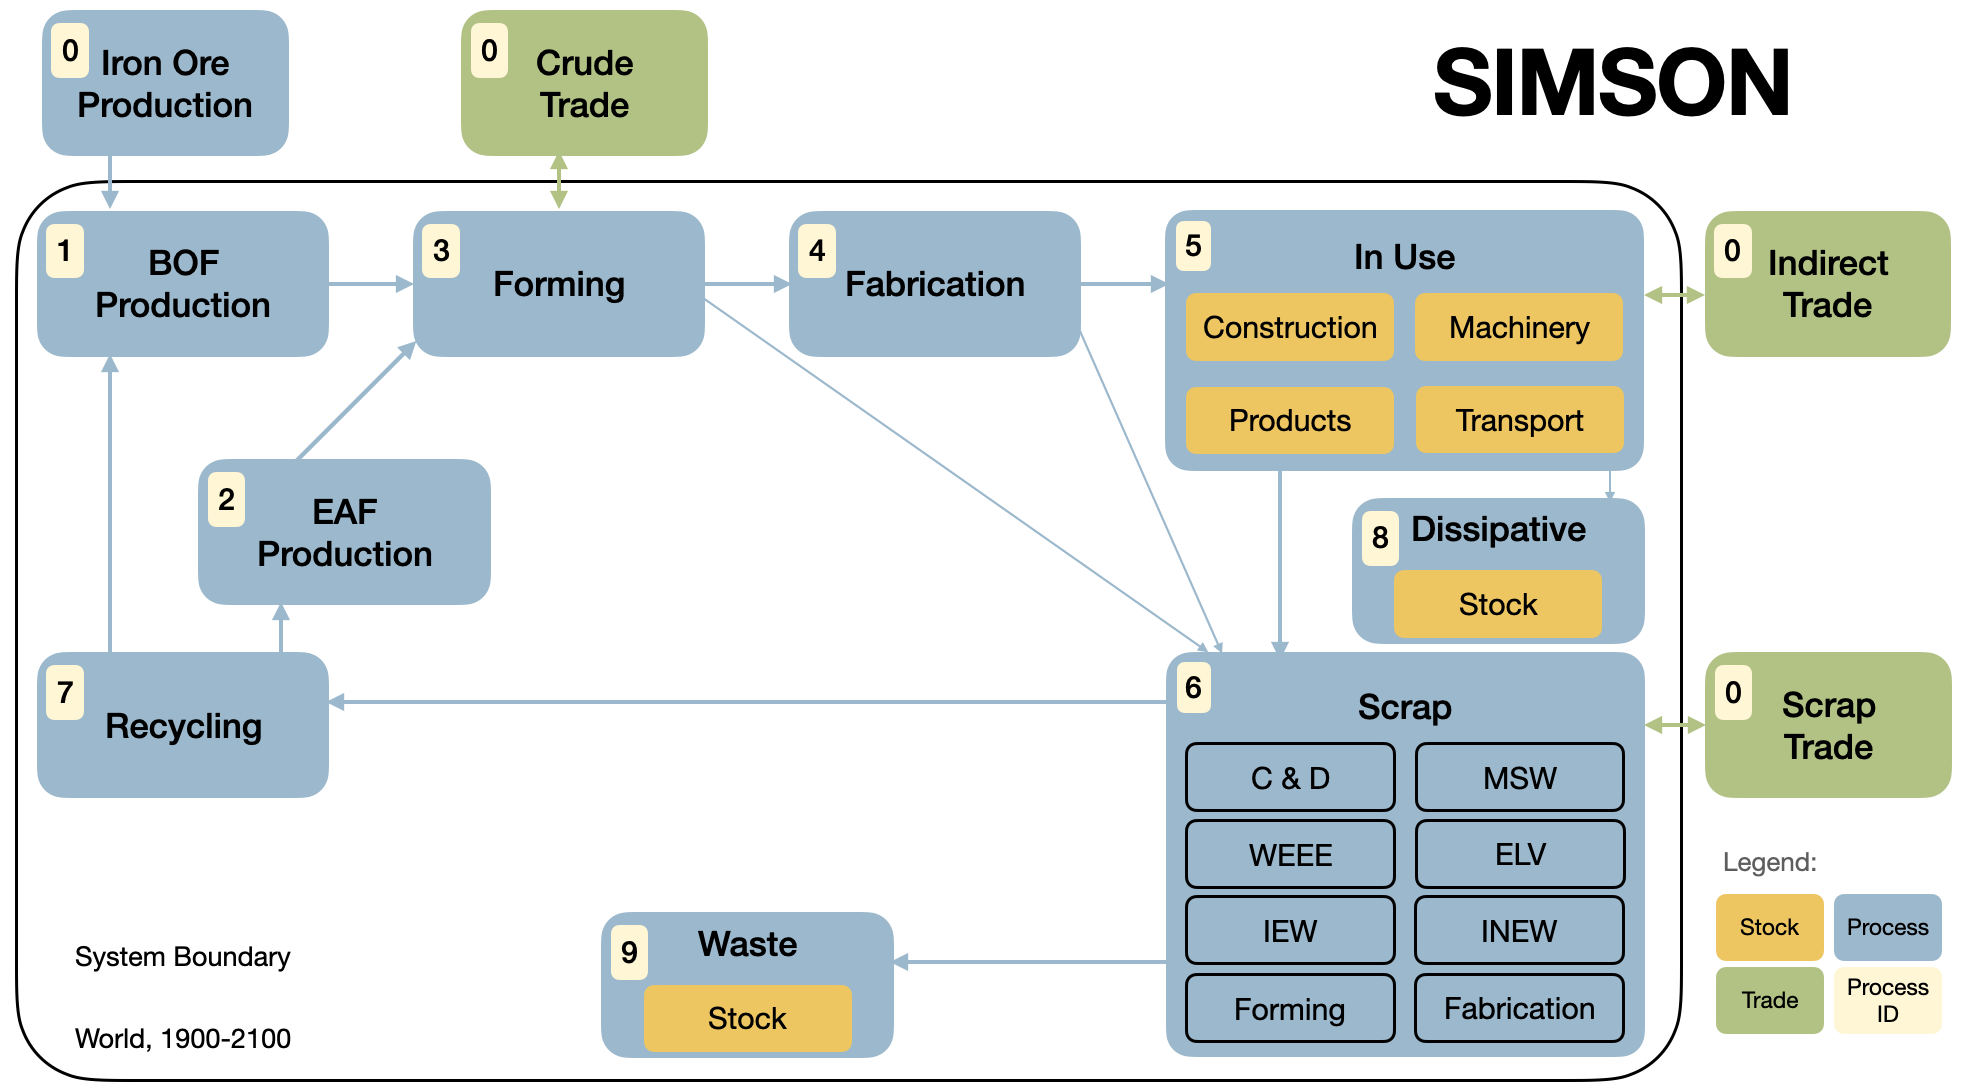 SIMSON
0
Iron Ore
Production
0
Crude
Trade
1
BOF
Production
3
Forming
4
Fabrication
5
In Use
Construction
Machinery
Products
Transport
0
Indirect
Trade
2
EAF
Production
8
Dissipative
Stock
7
Recycling
6
Scrap
C & D
MSW
WEEE
ELV
IEW
INEW
Forming
Fabrication
0
Scrap
Trade
9
Waste
Stock
System Boundary
World, 1900-2100
Legend:
Stock
Process
Trade
Process
ID